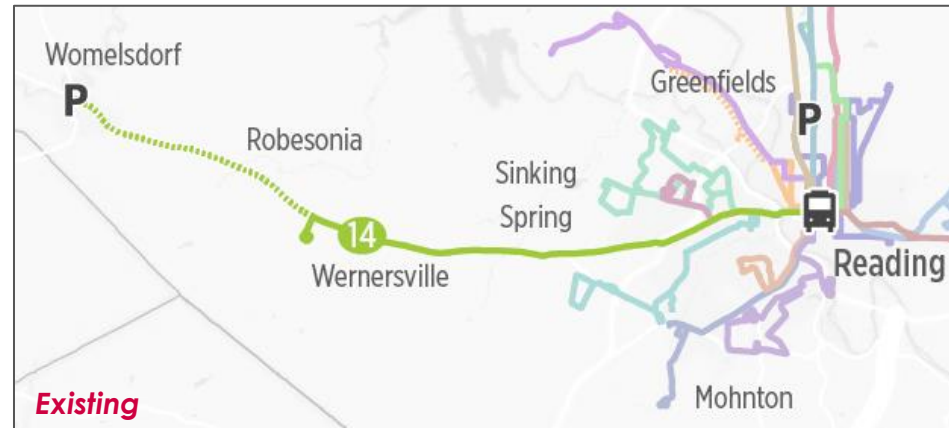 Womelsdorf
P
Robesonia
14
Wernersville
Greenfields
P
Sinking
Spring
Reading
Mohnton
Existing